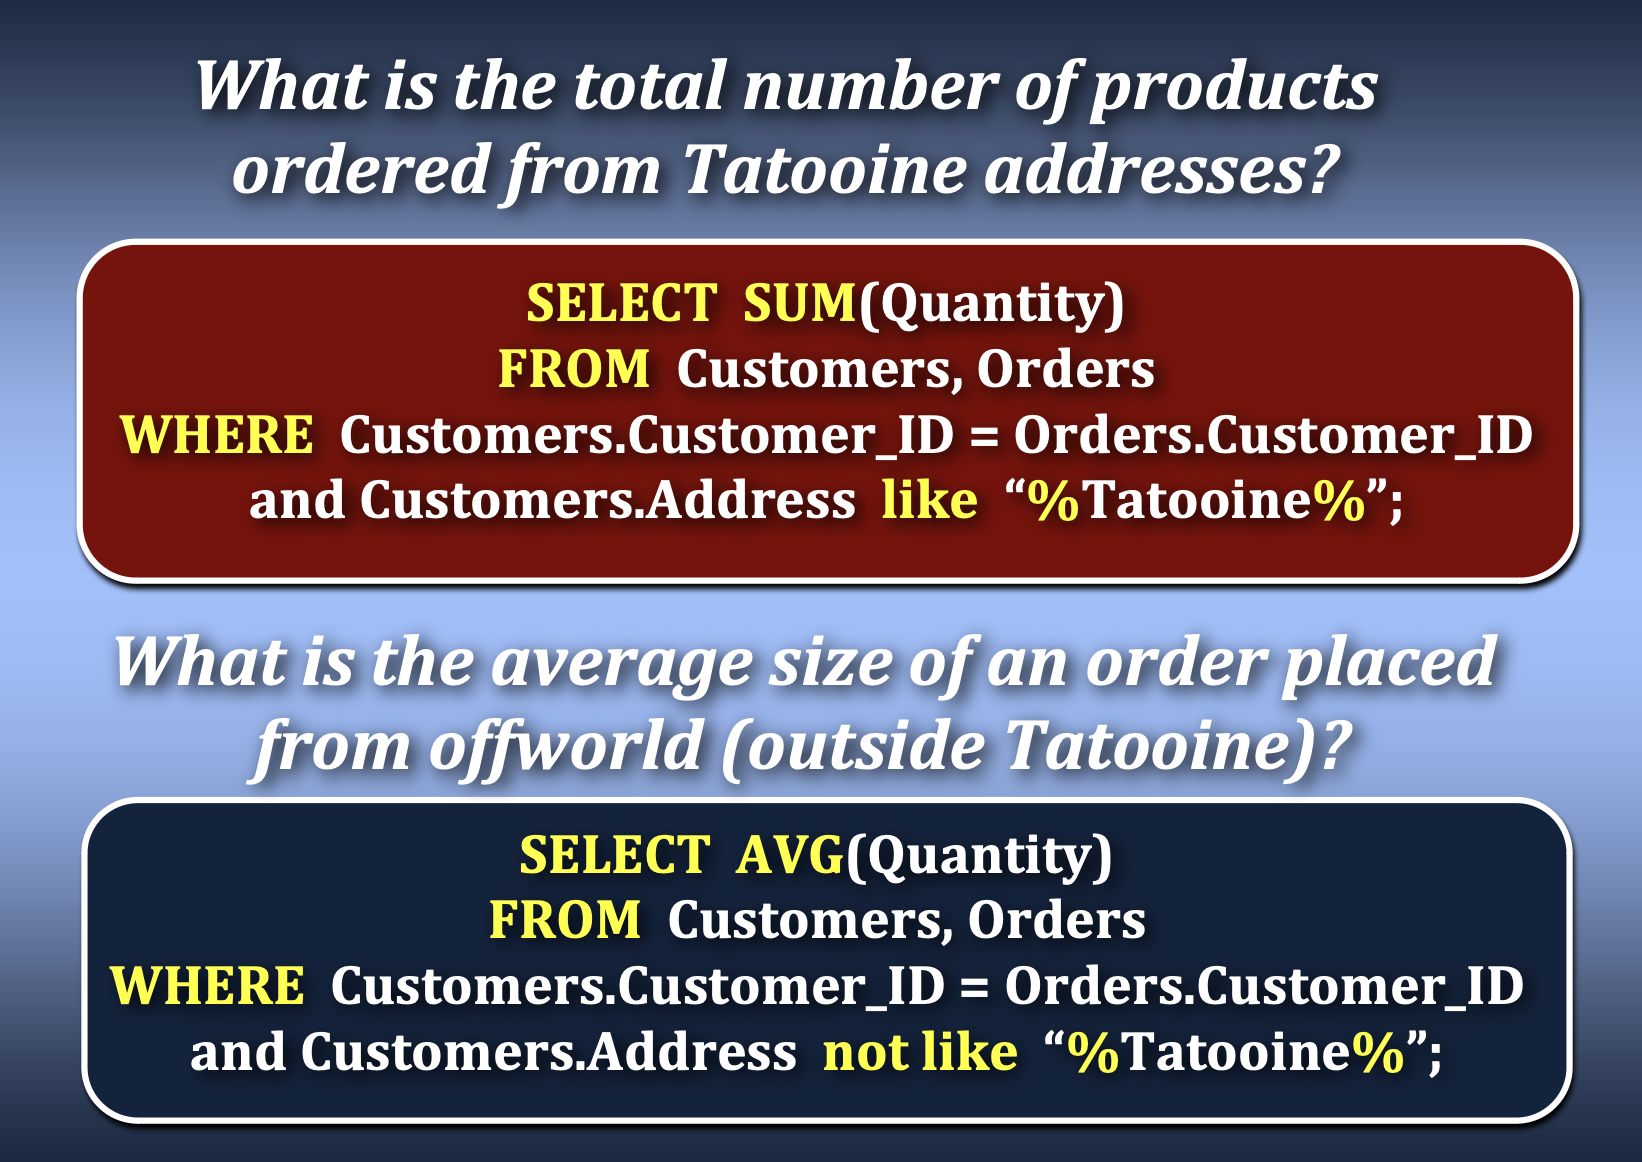 What is the total number of products
ordered from Tatooine addresses?
SELECT SUM(Quantity)
FROM Customers, Orders
WHERE Customers.Customer_ID = Orders.Customer_ID
and Customers.Address like “%Tatooine%”;
What is the average size of an order placed
from offworld (outside Tatooine)?
SELECT AVG(Quantity)
FROM Customers, Orders
WHERE Customers.Customer_ID = Orders.Customer_ID
and Customers.Address not like “%Tatooine%”;